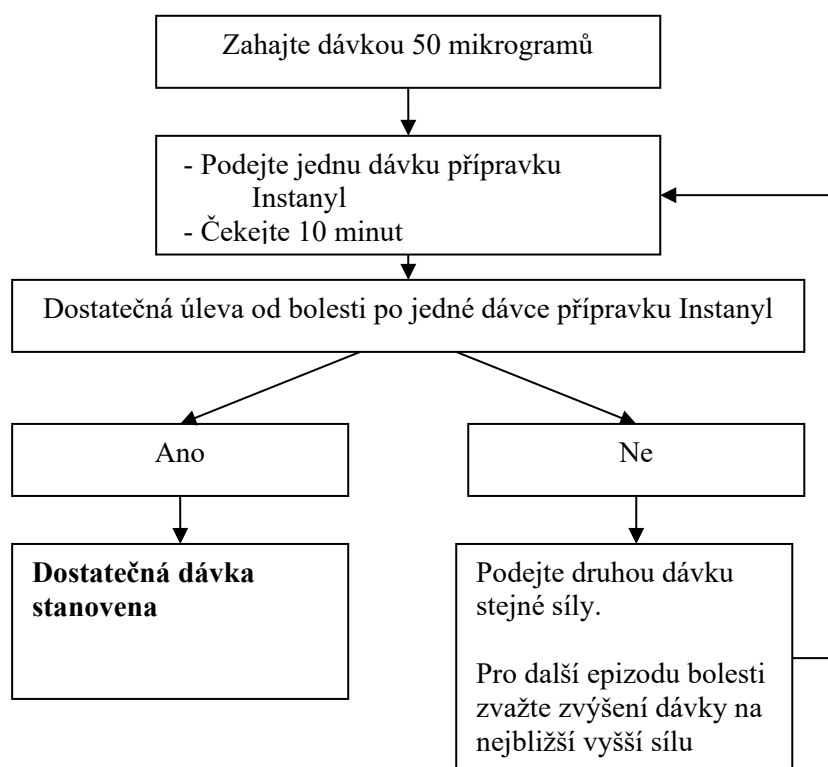 Zahajte dávkou 50 mikrogramů
- Podejte jednu dávku přípravku
Instanyl
- Čekejte 10 minut
Dostatečná úleva od bolesti po jedné dávce přípravku Instanyl
Ano
Ne
Dostatečná dávka
stanovena
Podejte druhou dávku
stejné síly.
Pro další epizodu bolesti
zvažte zvýšení dávky na
nejbližší vyšší sílu